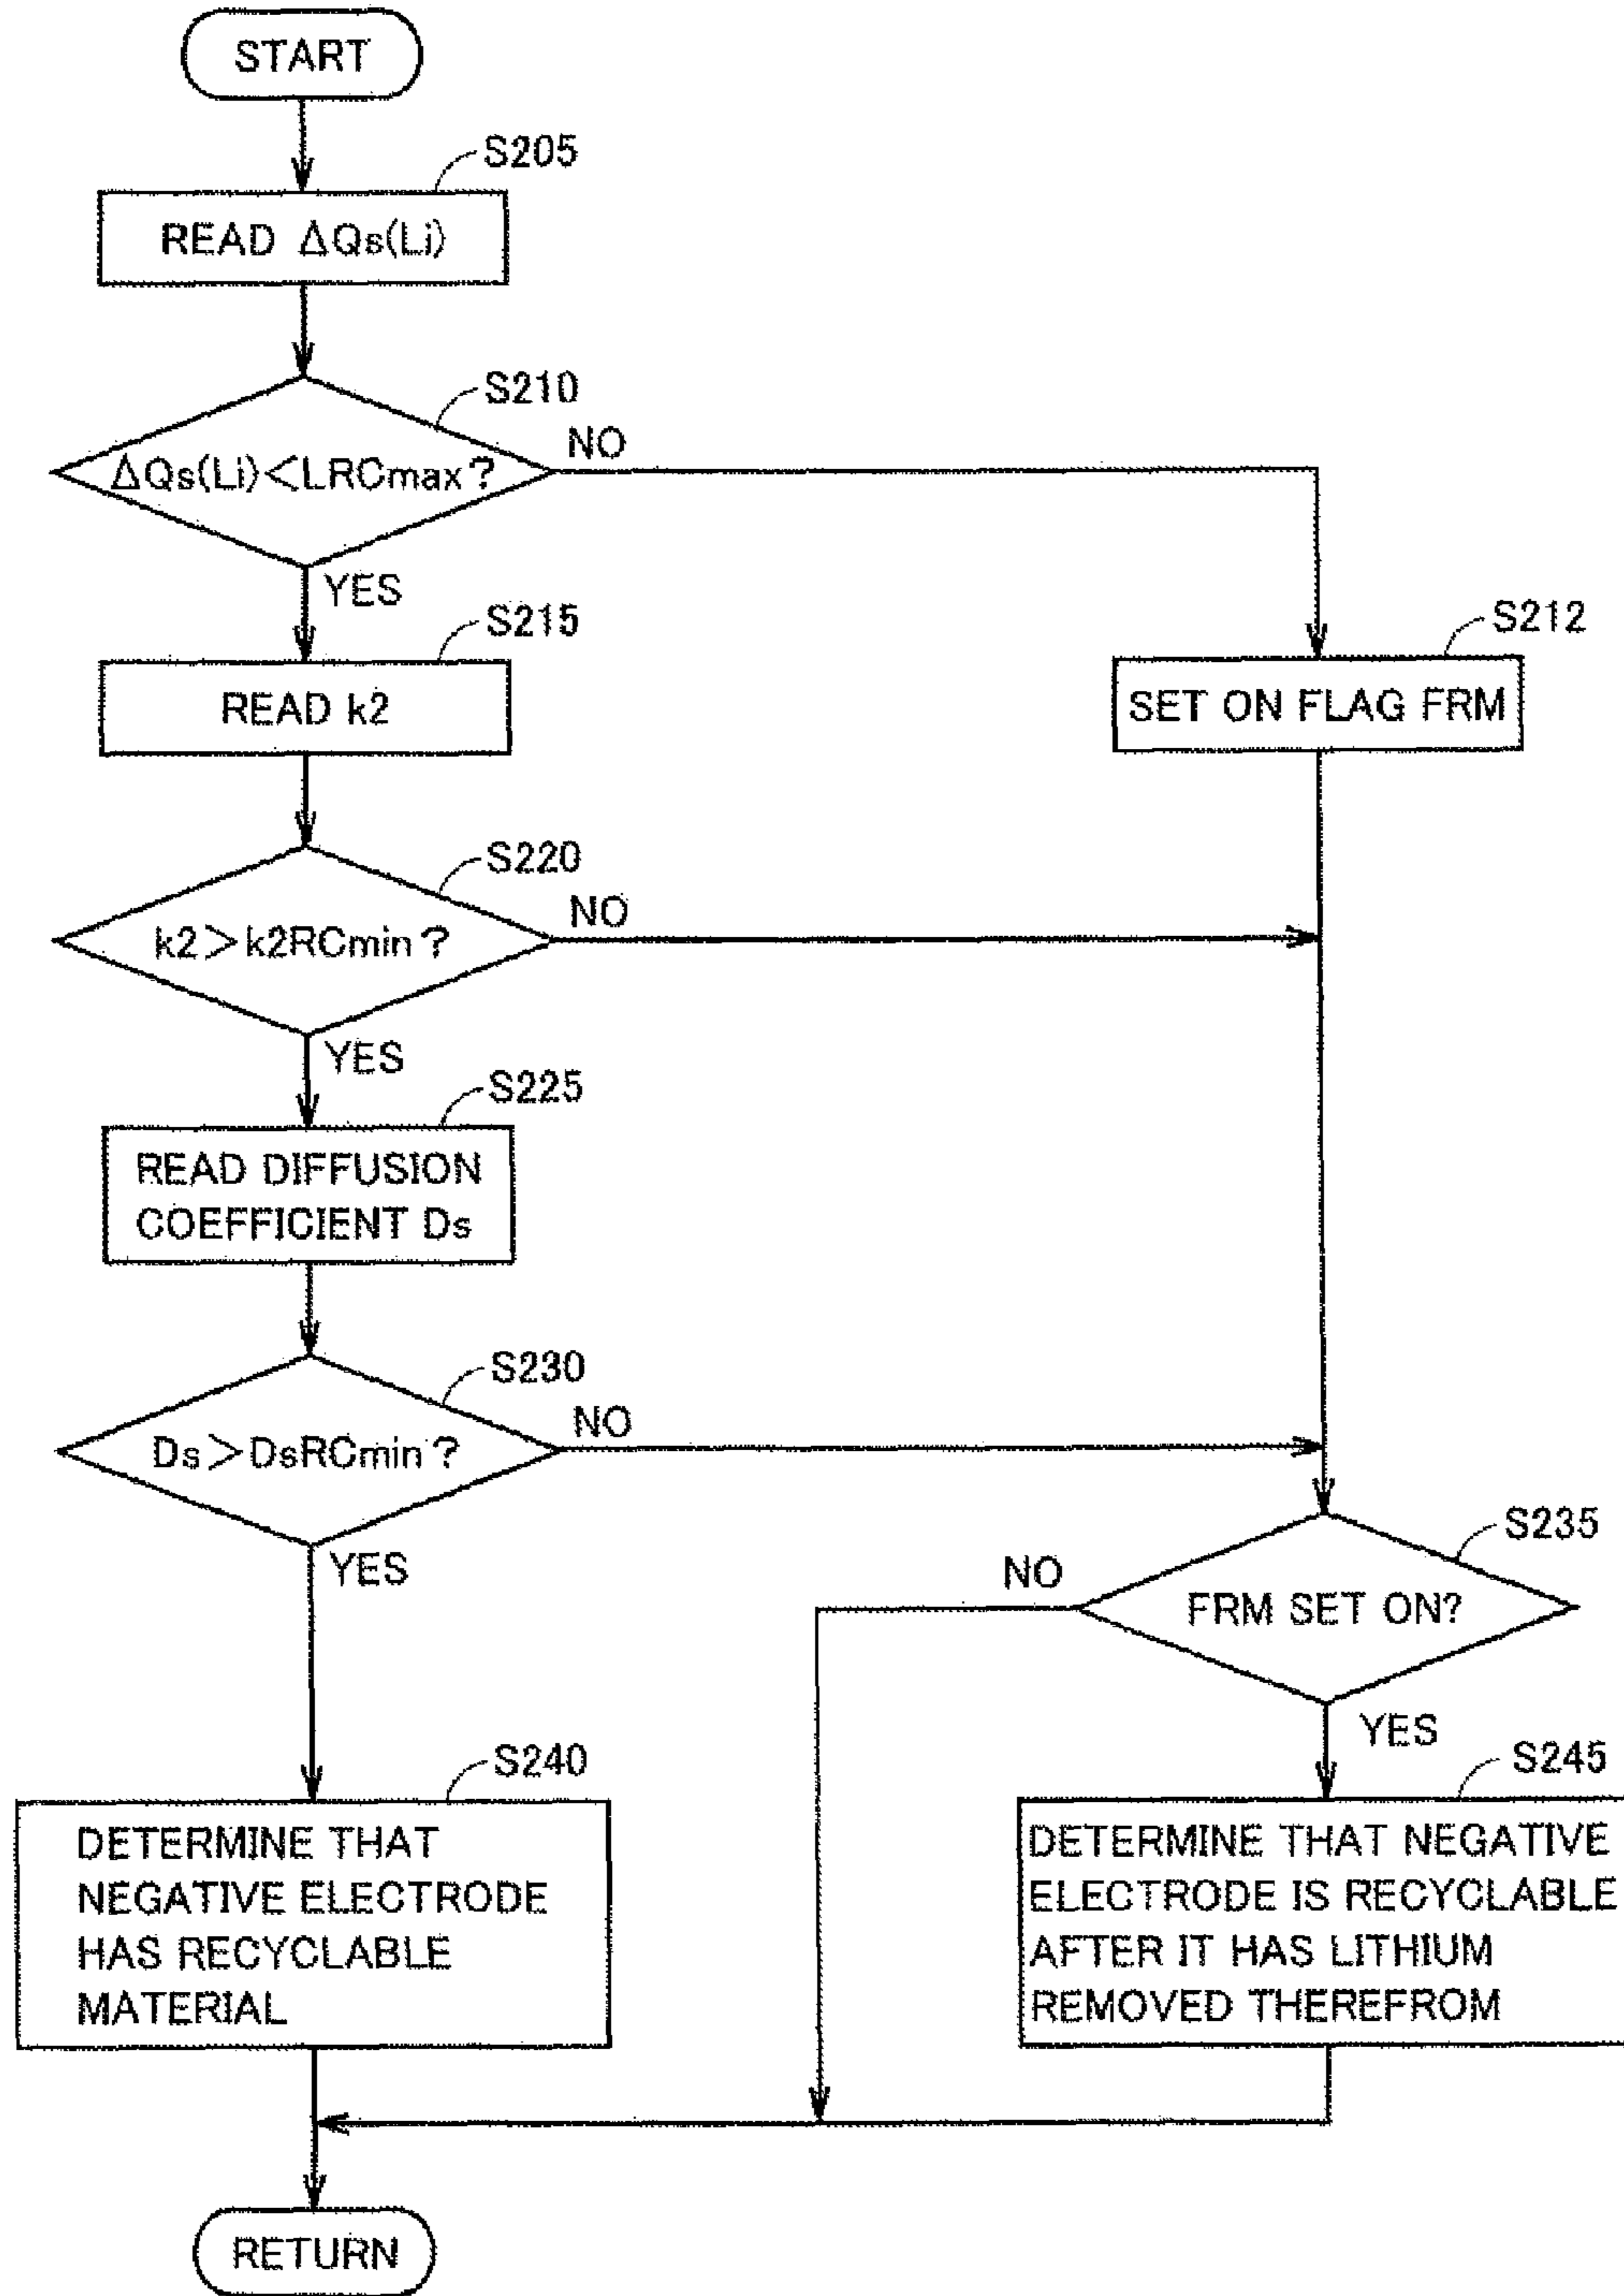 START
S205
READ ΔQs(Li)
S210
ΔQs(Li)<LRCmax?
NO
YES
S215
READ k2
S212
SET ON FLAG FRM
S220
k2>k2RCmin?
NO
YES
S225
READ DIFFUSION
COEFFICIENT Ds
S230
Ds>DsRCmin?
NO
YES
S235
FRM SET ON?
NO
YES
S240
DETERMINE THAT
NEGATIVE ELECTRODE
HAS RECYCLABLE
MATERIAL
S245
DETERMINE THAT NEGATIVE
ELECTRODE IS RECYCLABLE
AFTER IT HAS LITHIUM
REMOVED THEREFROM
RETURN